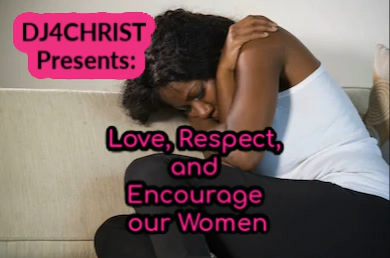 DJ4CHRIST
Presents:
Love, Respect,
and
Encourage
our Women